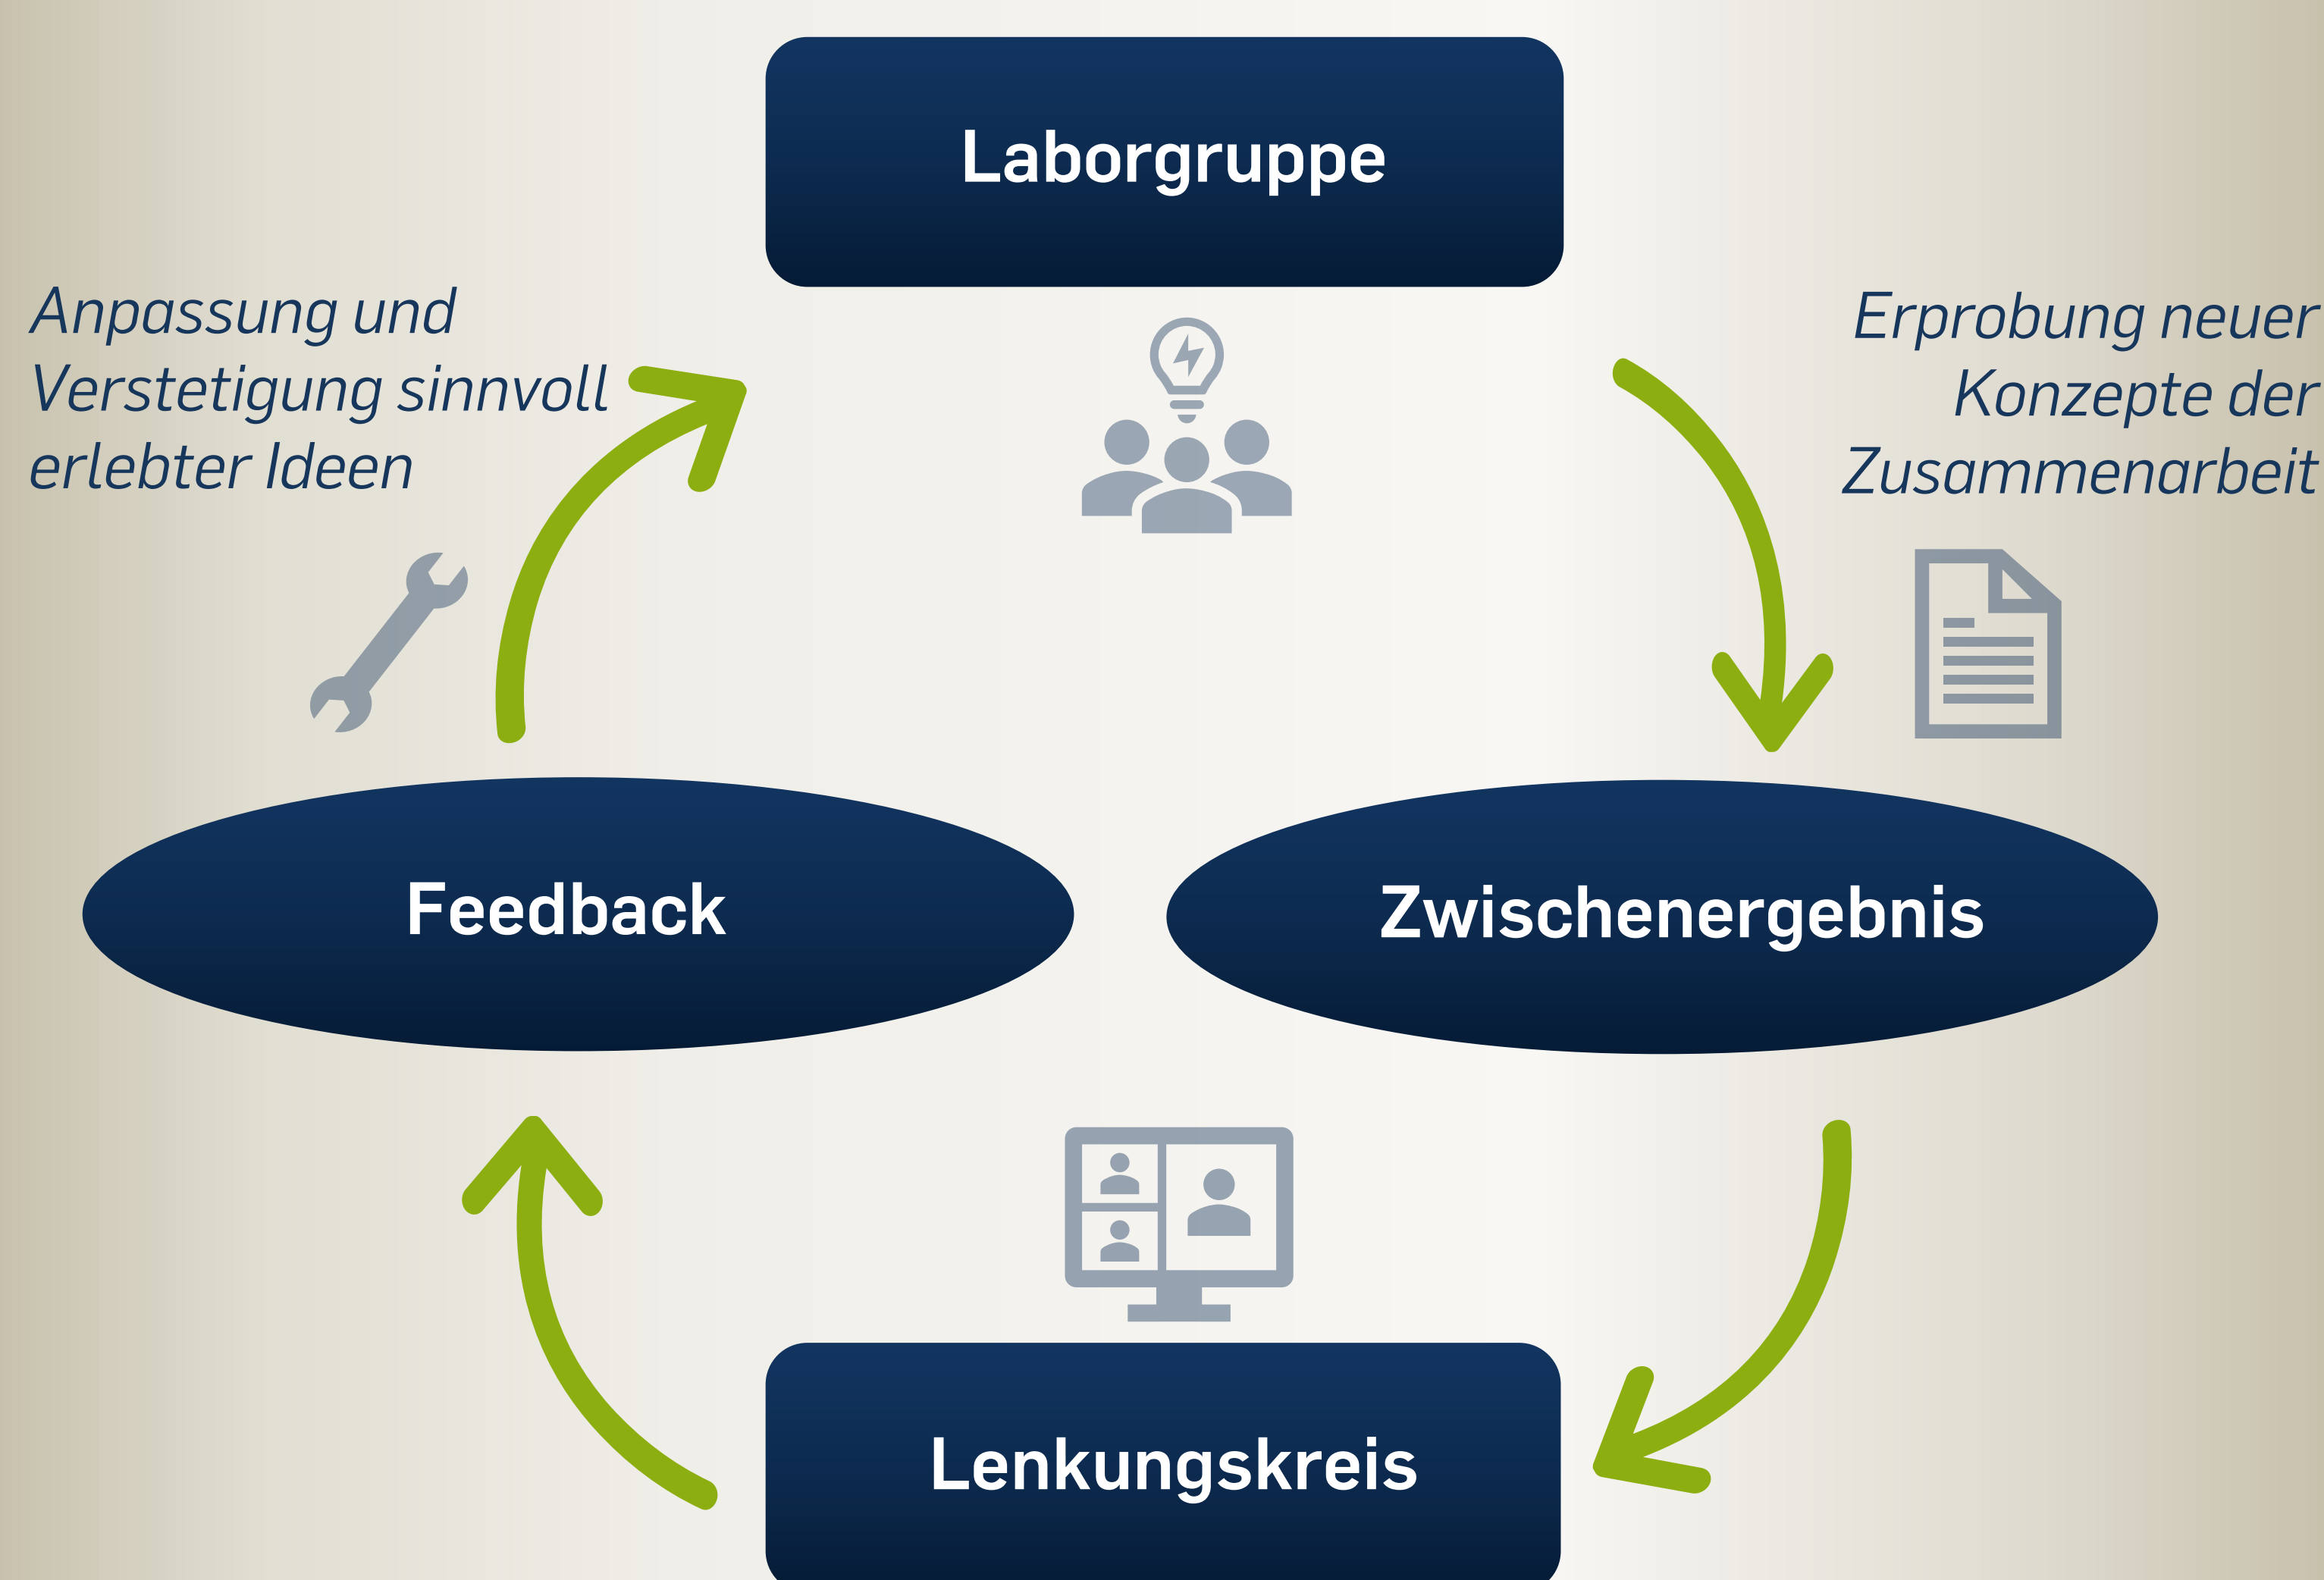 Laborgruppe
Anpassung und
Verstetigung sinnvoll
erlebter Ideen
Erprobung neuer
Konzepte der
Zusammenarbeit
Feedback
Zwischenergebnis
Lenkungskreis